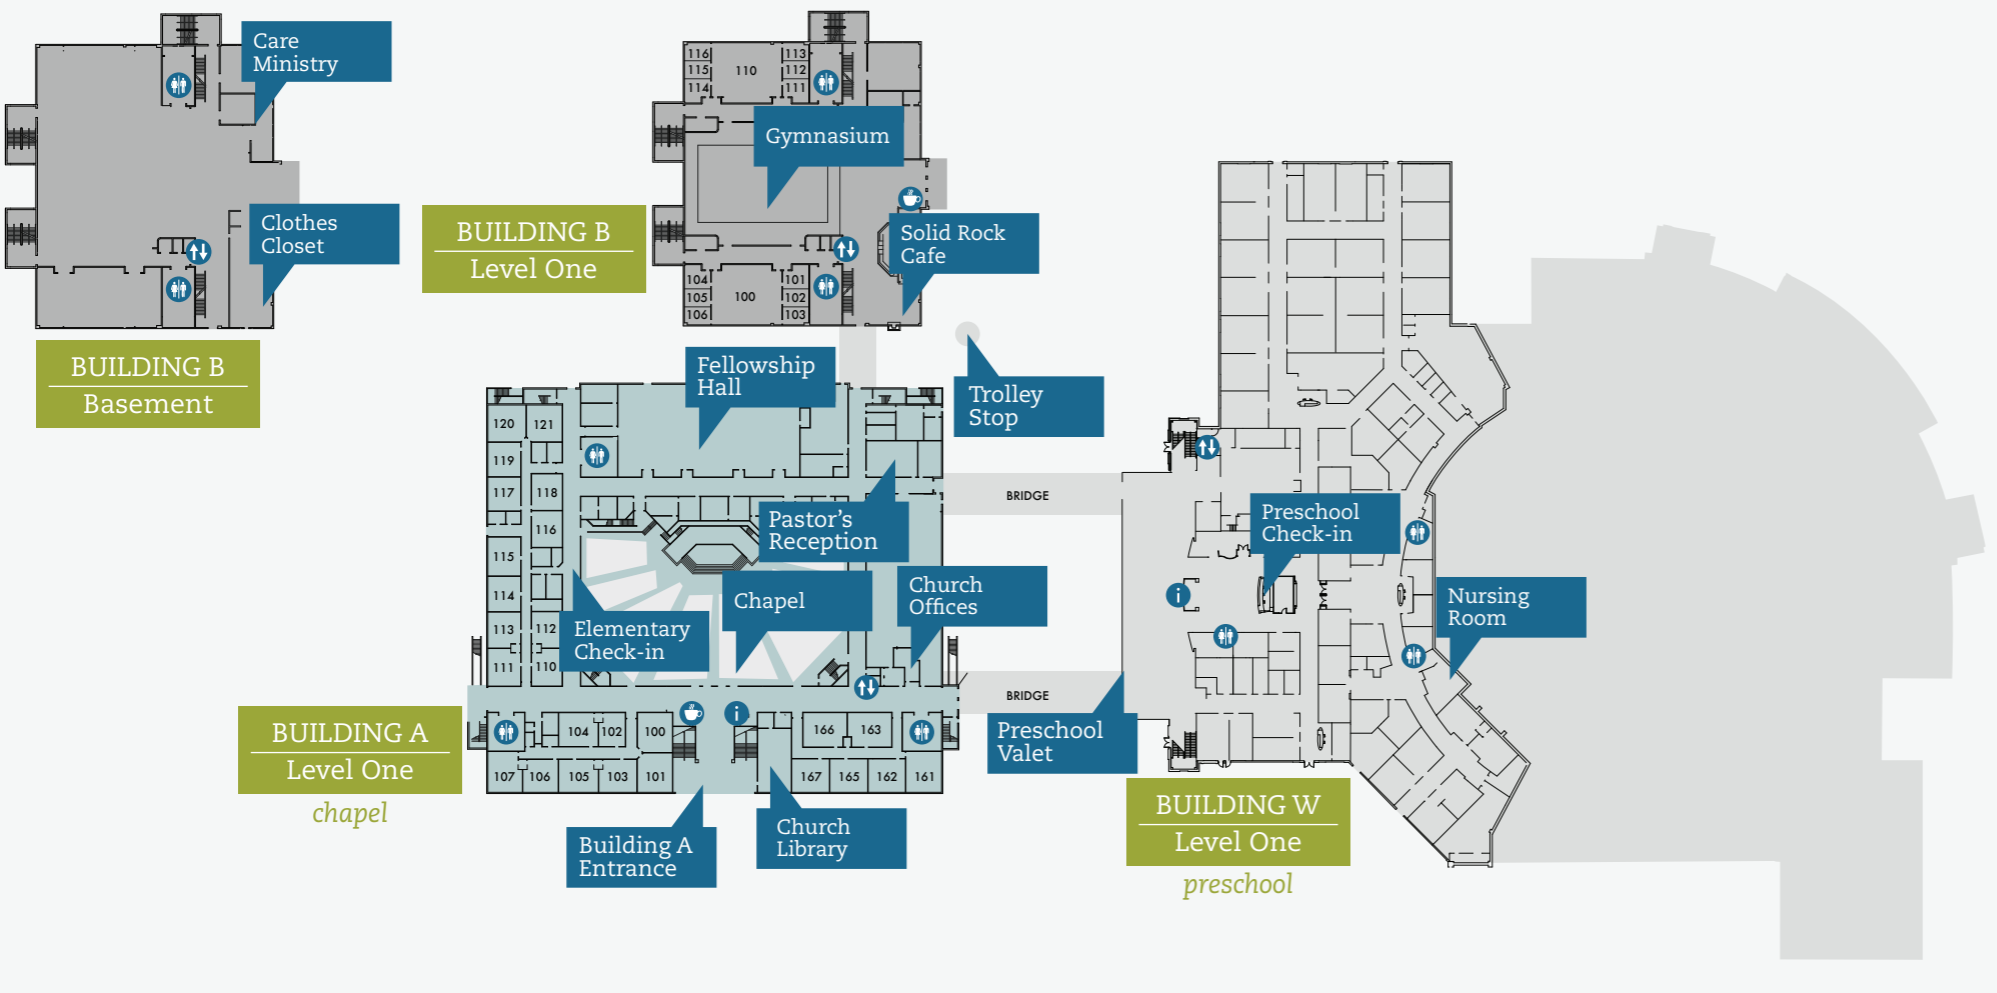 Care
Ministry
Clothes
Closet
BUILDING B
Basement
116
115
114
110
113
112
111
Gymnasium
BUILDING B
Level One
Solid Rock
Cafe
104
105
106
100
101
102
103
Fellowship
Hall
Trolley
Stop
120
121
119
117
118
116
115
114
113
112
111
110
Pastor's
Reception
BRIDGE
Chapel
Church
Offices
Elementary
Check-in
Preschool
Check-in
i
Nursing
Room
BRIDGE
Preschool
Valet
BUILDING A
Level One
chapel
i
104
102
100
166
163
107
106
105
103
101
167
165
162
161
Building A
Entrance
Church
Library
BUILDING W
Level One
preschool